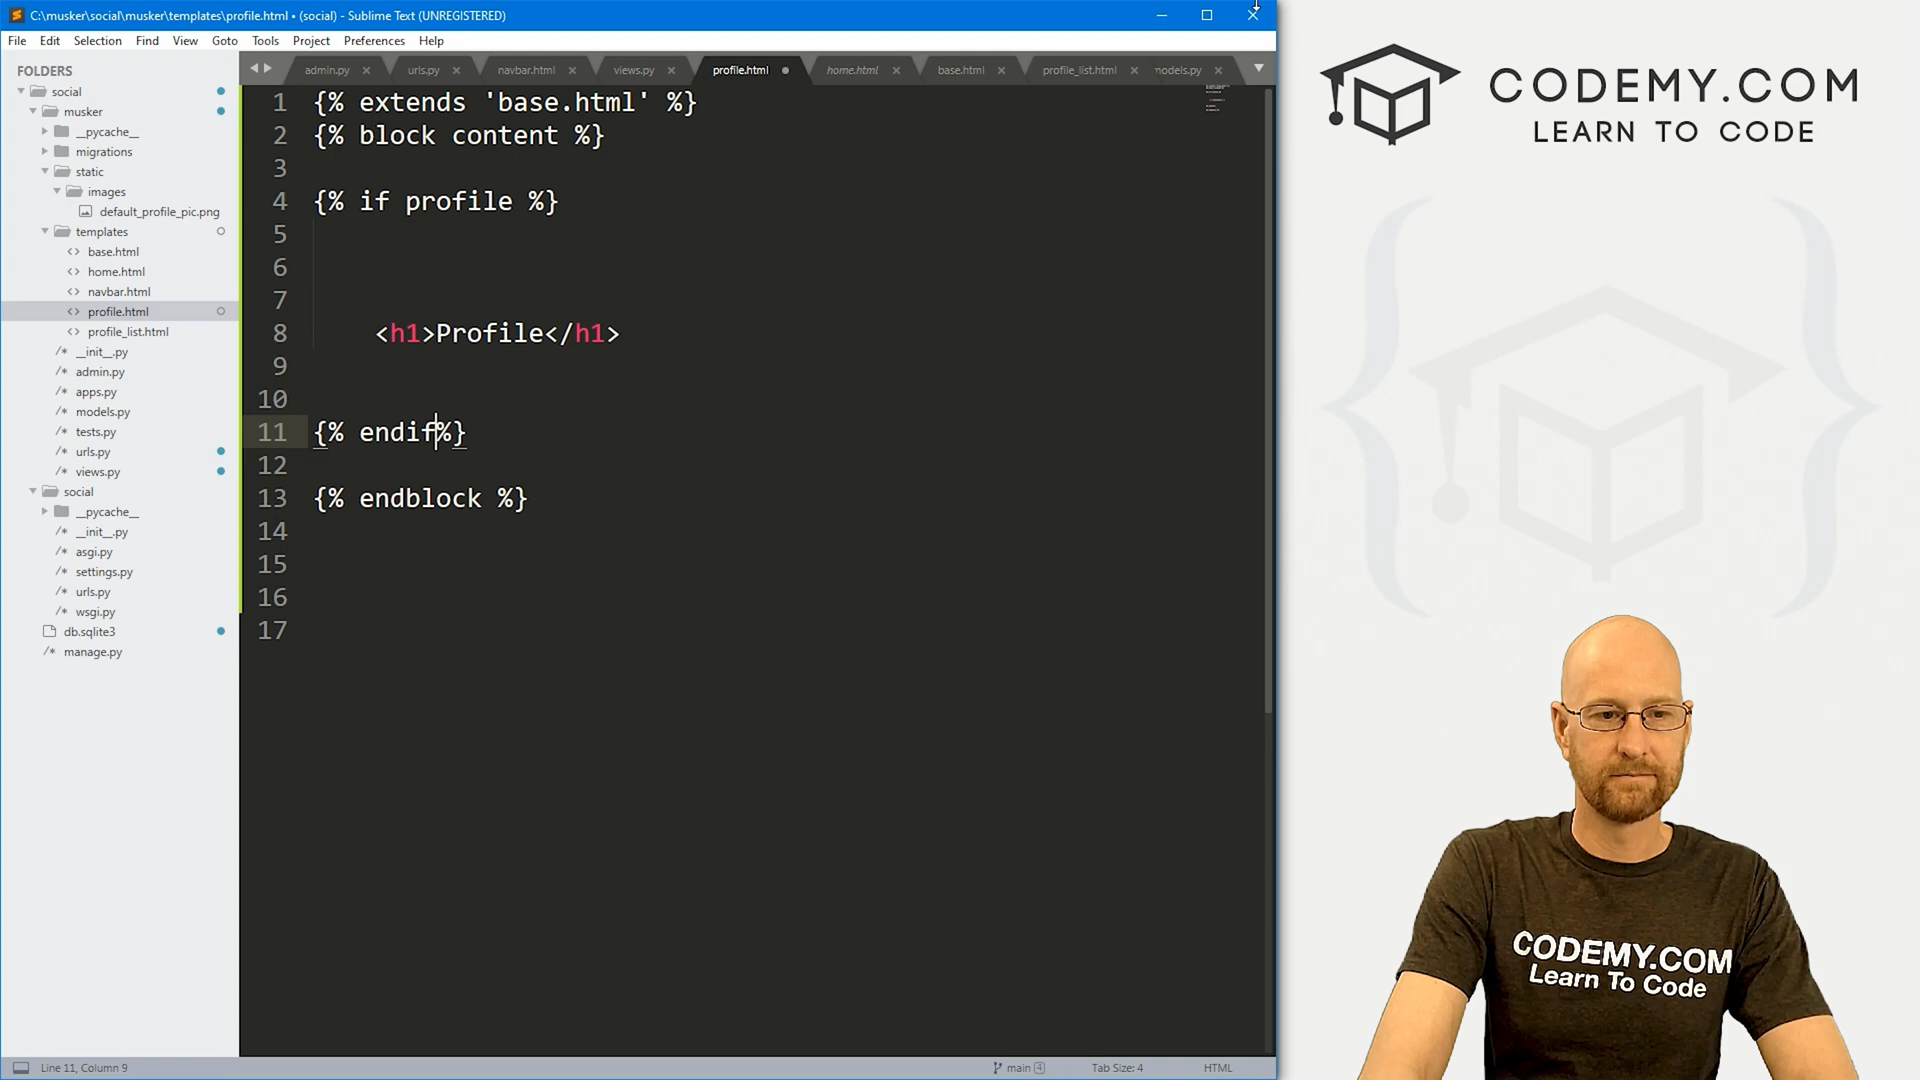 C:\musker\social\musker\templates\profile.html • (social) - Sublime Text (UNREGISTERED)
File Edit Selection Find View Goto Tools Project Preferences Help
FOLDERS
social
musker
__pycache__
migrations
static
images
default_profile_pic.png
templates
base.html
home.html
navbar.html
profile.html
profile_list.html
__init__.py
admin.py
apps.py
models.py
tests.py
urls.py
views.py
social
__pycache__
__init__.py
asgi.py
settings.py
urls.py
wsgi.py
db.sqlite3
manage.py
admin.py urls.py navbar.html views.py profile.html home.html base.html profile_list.html models.py
1 {% extends 'base.html' %}
2 {% block content %}
3
4 {% if profile %}
5
6
7
8 <h1>Profile</h1>
9
10
11 {% endif%}
12
13 {% endblock %}
14
15
16
17
Line 11, Column 9
main 4
Tab Size: 4
HTML
CODEMY.COM
LEARN TO CODE
CODEMY.COM
Learn To Code